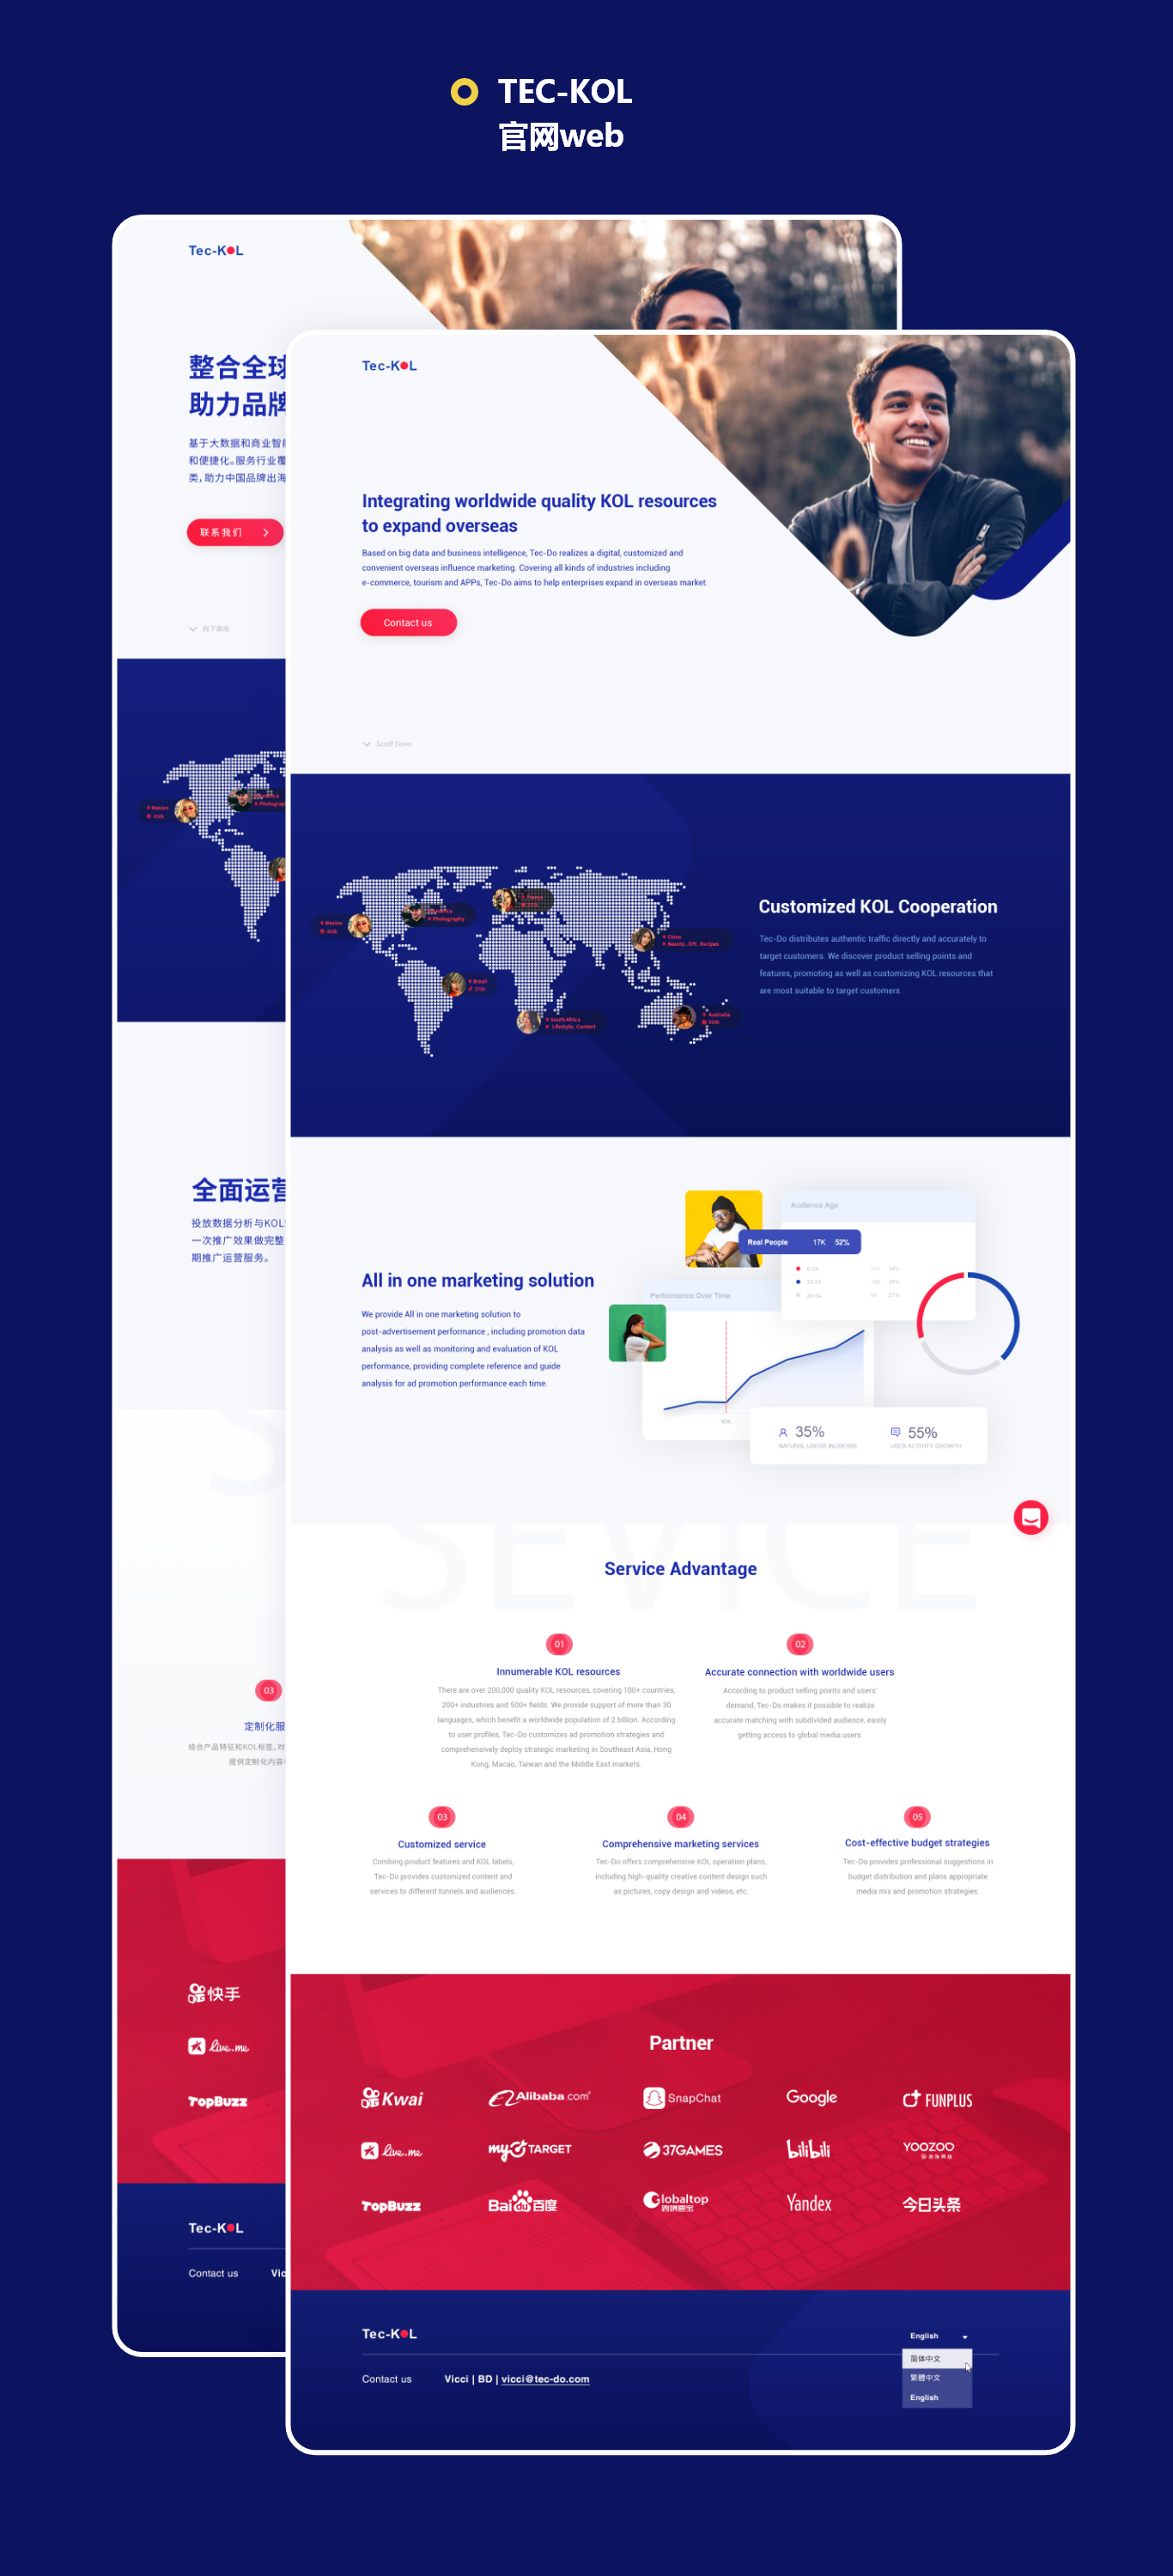 TEC-KOL
官网web
Tec-KOL
整合全球
助力品牌
基于大数据和商业智能
和便捷化。服务行业覆
类，助力中国品牌出海
联系我们
向下滑动
Mexico
Photography
全面运营
投放数据分析与KOL
一次推广效果做完整
期推广运营服务。
03
定制化服
结合产品特征和KOL标签，对
提供定制化内容
快手
live.me
TopBuzz
Tec-KOL
Contact us
Vic
Tec-KOL
Integrating worldwide quality KOL resources
to expand overseas
Based on big data and business intelligence, Tec-Do realizes a digital, customized and
convenient overseas influence marketing. Covering all kinds of industries including
e-commerce, tourism and APPs, Tec-Do aims to help enterprises expand in overseas market.
Contact us
Scroll Down
Mexico
America
Photography
France
China
Beauty, DIY, Recipes
Brazil
South Africa
Lifestyle, Content
Australia
Customized KOL Cooperation
Tec-Do distributes authentic traffic directly and accurately to
target customers. We discover product selling points and
features, promoting as well as customizing KOL resources that
are most suitable to target customers.
All in one marketing solution
We provide All in one marketing solution to
post-advertisement performance , including promotion data
analysis as well as monitoring and evaluation of KOL
performance, providing complete reference and guide
analysis for ad promotion performance each time.
Audience Age
Real People 17K 52%
Performance Over Time
KOL
35%
NATURAL USERS INCREASE
55%
USER ACTIVITY GROWTH
SEVICE
Service Advantage
01
Innumerable KOL resources
There are over 200,000 quality KOL resources, covering 100+ countries,
200+ industries and 500+ fields. We provide support of more than 30
languages, which benefit a worldwide population of 2 billion. According
to user profiles, Tec-Do customizes ad promotion strategies and
comprehensively deploy strategic marketing in Southeast Asia, Hong
Kong, Macao, Taiwan and the Middle East markets.
02
Accurate connection with worldwide users
According to product selling points and users'
demand, Tec-Do makes it possible to realize
accurate matching with subdivided audience, easily
getting access to global media users.
03
Customized service
Combing product features and KOL labels,
Tec-Do provides customized content and
services to different tunnels and audiences.
04
Comprehensive marketing services
Tec-Do offers comprehensive KOL operation plans,
including high-quality creative content design such
as pictures, copy design and videos, etc.
05
Cost-effective budget strategies
Tec-Do provides professional suggestions in
budget distribution and plans appropriate
media mix and promotion strategies.
Partner
Kwai
Alibaba.com
SnapChat
Google
FUNPLUS
live.me
my TARGET
37GAMES
bilibili
YOOZOO
TopBuzz
Baidu百度
Globaltop
Yandex
今日头条
Tec-KOL
English
Contact us
Vicci | BD | vicci@tec-do.com
简体中文
繁體中文
English